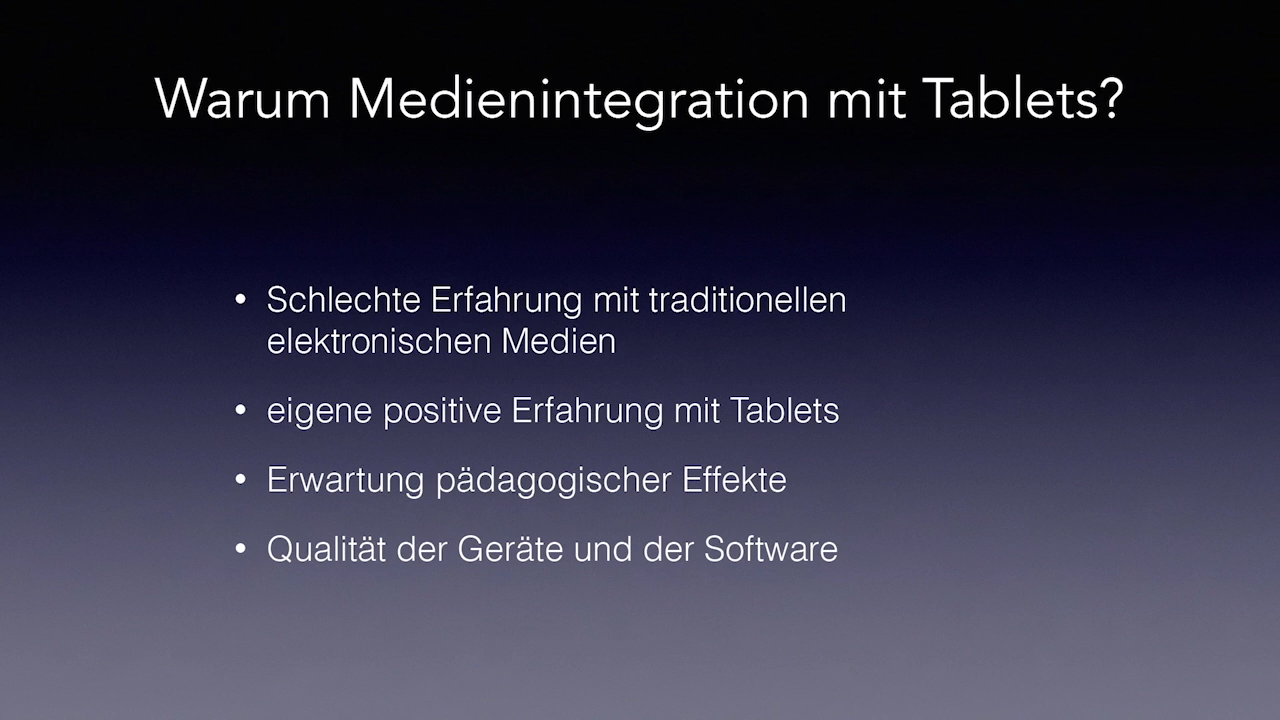 Warum Medienintegration mit Tablets?
• Schlechte Erfahrung mit traditionellen
elektronischen Medien
• eigene positive Erfahrung mit Tablets
• Erwartung pädagogischer Effekte
• Qualität der Geräte und der Software